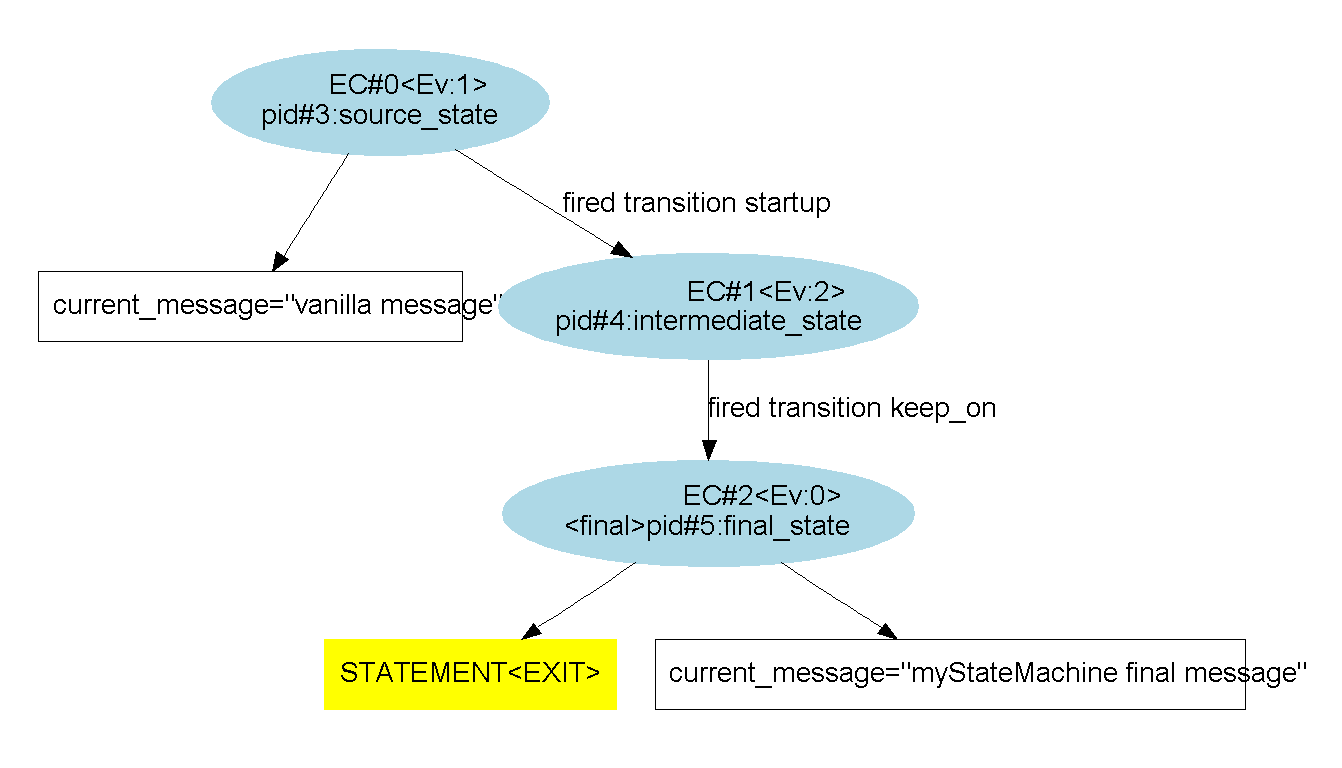 EC#0<Ev:1>
pid#3:source_state
fired transition startup
current_message="vanilla message"
EC#1<Ev:2>
pid#4:intermediate_state
fired transition keep_on
EC#2<Ev:0>
<final>pid#5:final_state
STATEMENT<EXIT>
current_message="myStateMachine final message"